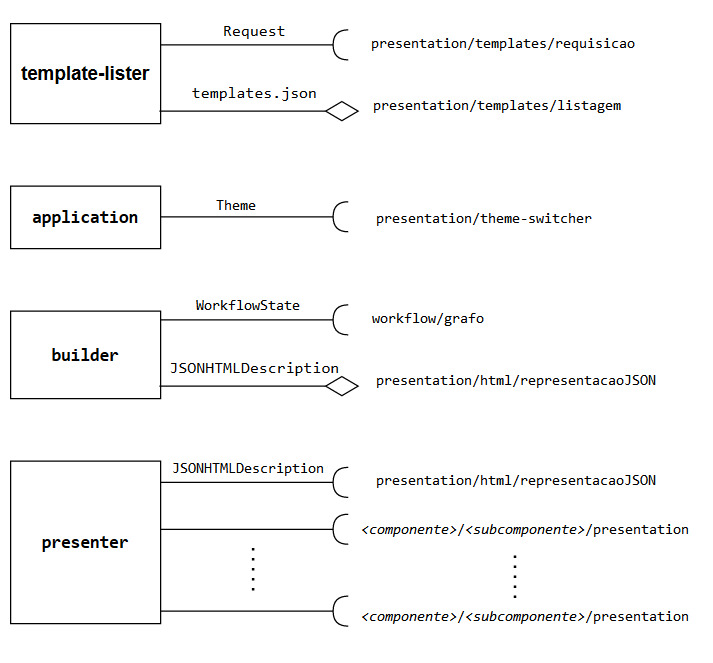 Request
presentation/templates/requisicao
template-lister
templates.json
presentation/templates/listagem
Theme
application
presentation/theme-switcher
WorkflowState
workflow/grafo
builder
JSONHTMLDescription
presentation/html/representacaoJSON
JSONHTMLDescription
presentation/html/representacaoJSON
<componente>/<subcomponente>/presentation
presenter
<componente>/<subcomponente>/presentation